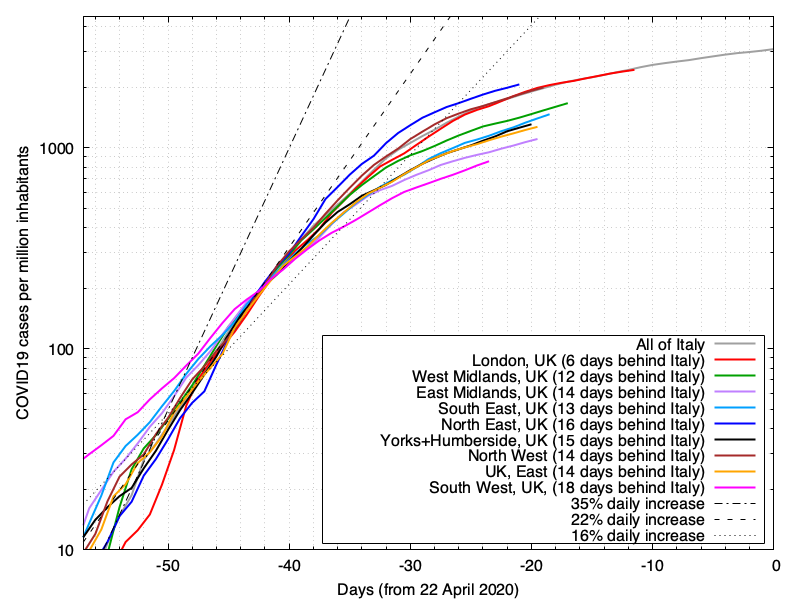 COVID19 cases per million inhabitants
1000
100
10
All of Italy
London, UK (6 days behind Italy)
West Midlands, UK (12 days behind Italy)
East Midlands, UK (14 days behind Italy)
South East, UK (13 days behind Italy)
North East, UK (16 days behind Italy)
Yorks+Humberside, UK (15 days behind Italy)
North West (14 days behind Italy)
UK, East (14 days behind Italy)
South West, UK, (18 days behind Italy)
35% daily increase
22% daily increase
16% daily increase
-50 -40 -30 -20 -10 0
Days (from 22 April 2020)